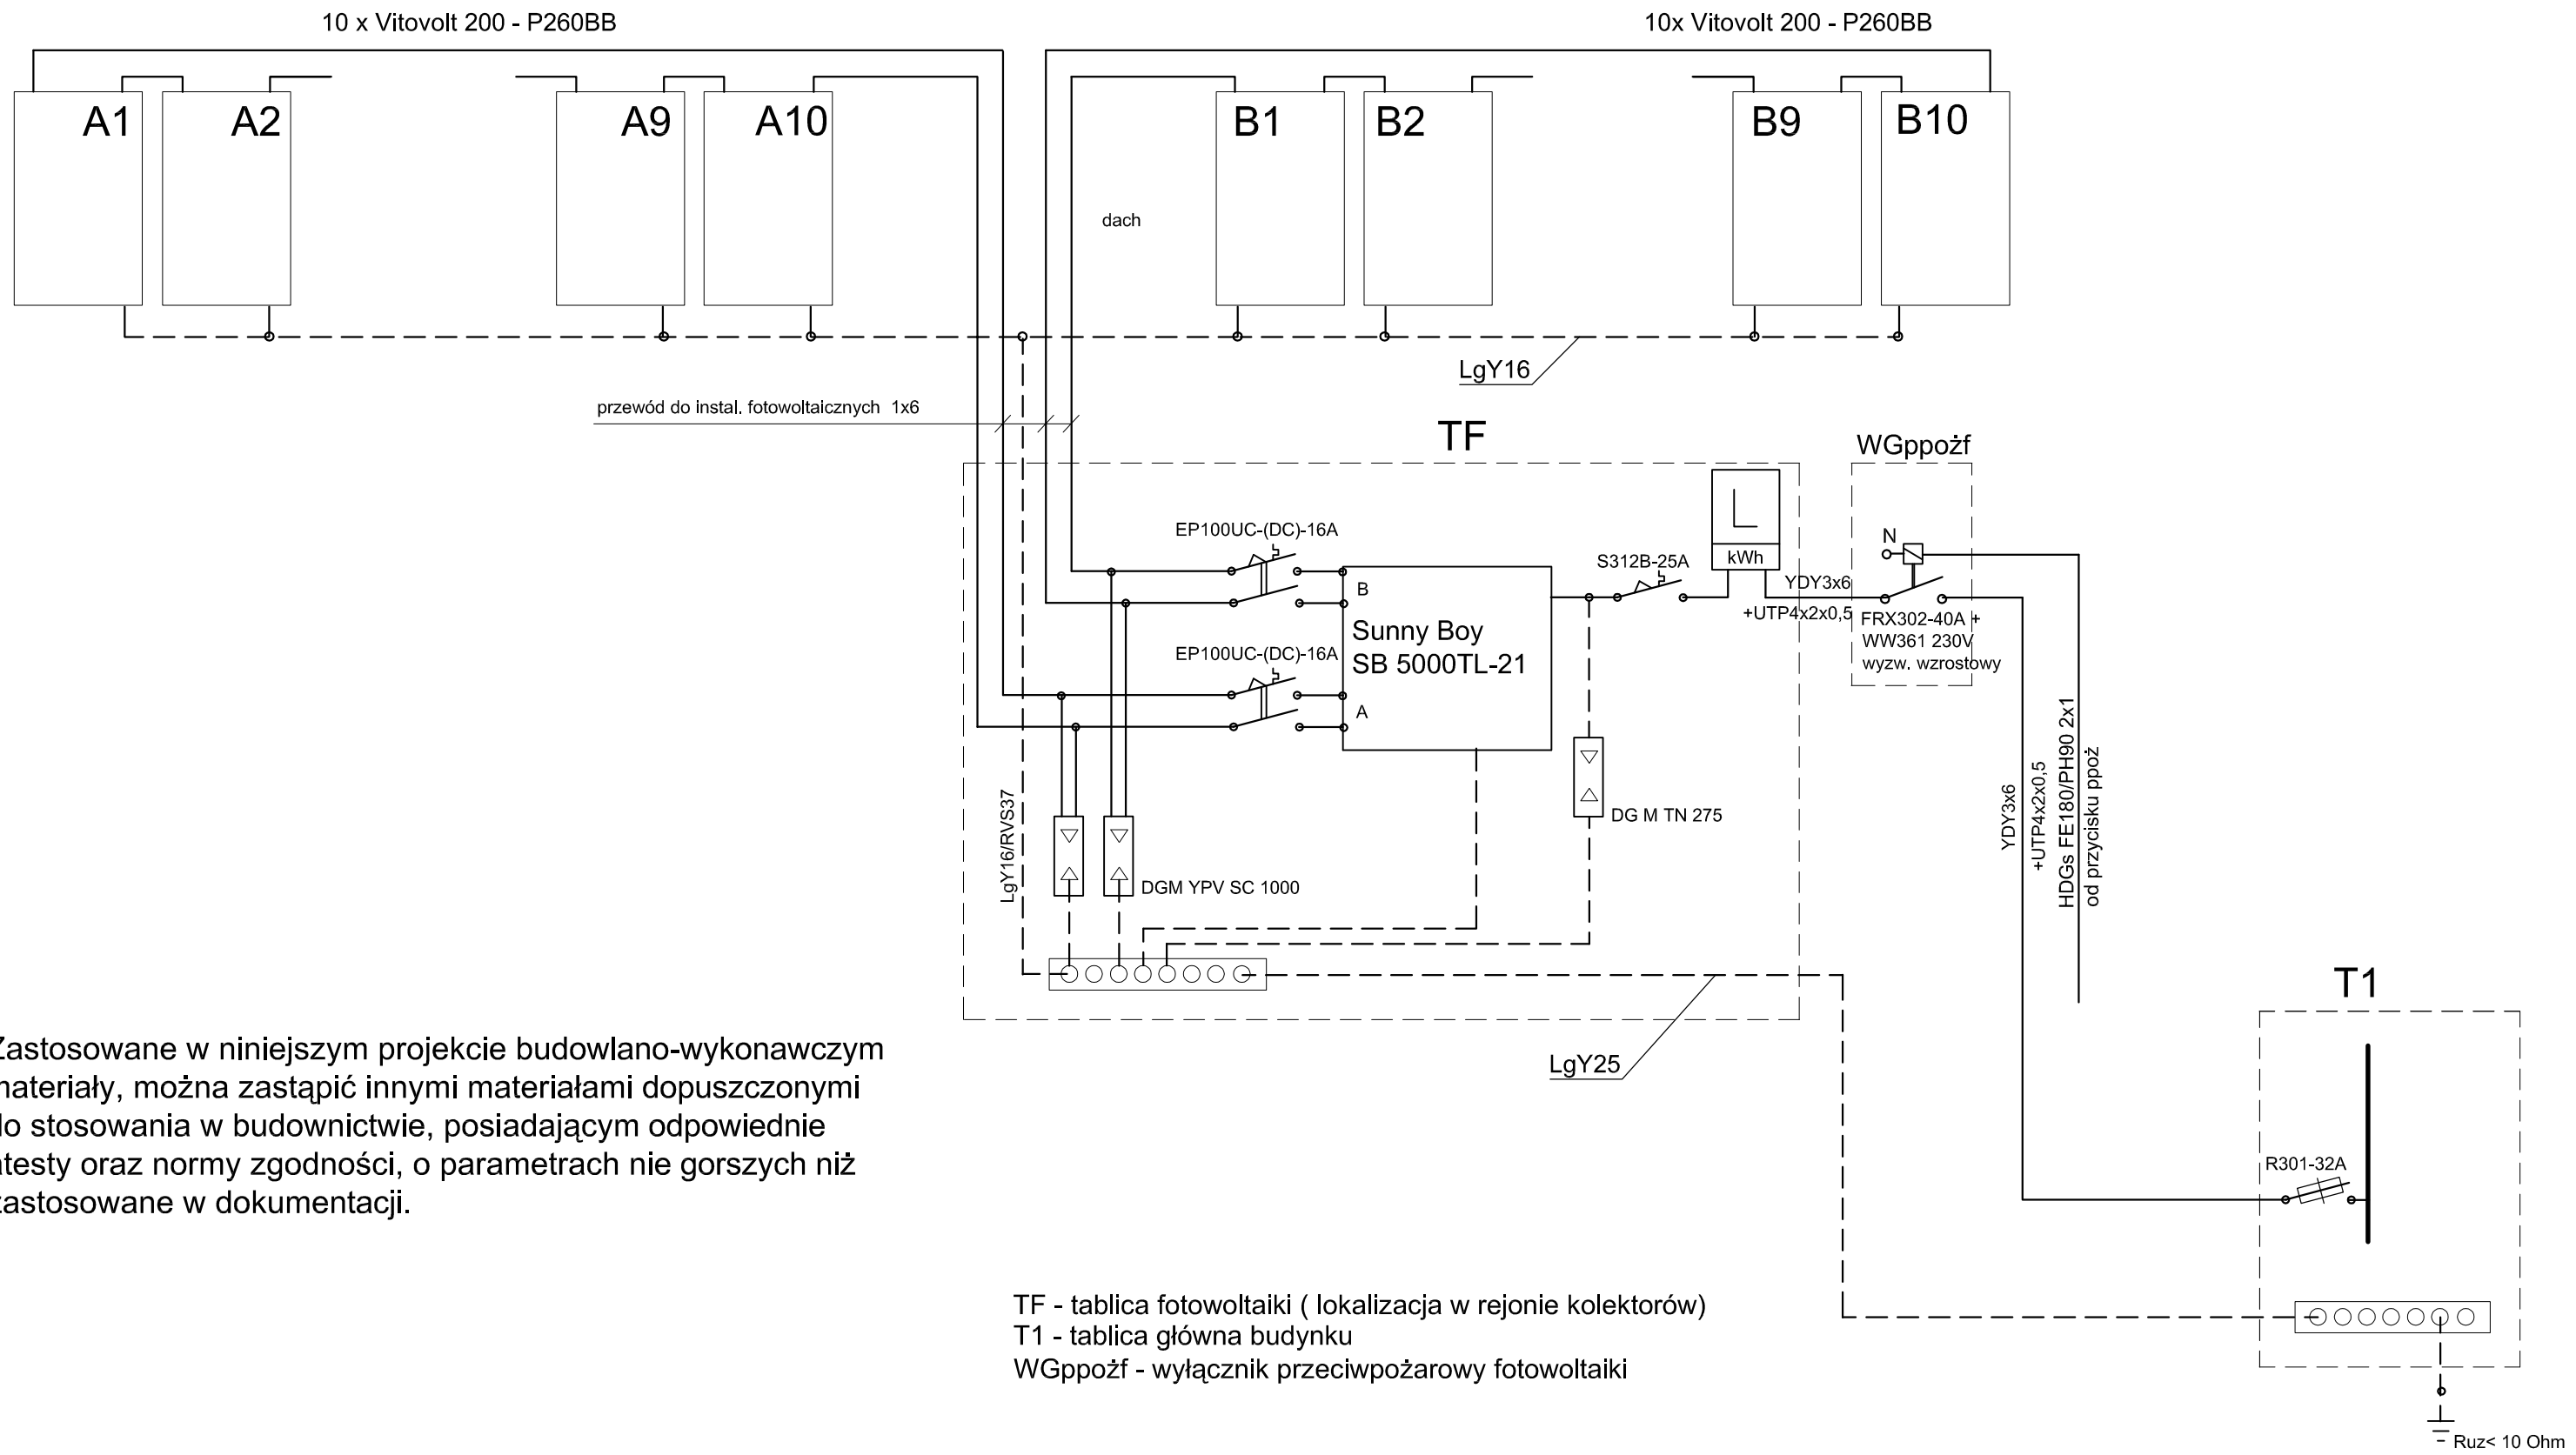 10 x Vitovolt 200 - P260BB
10x Vitovolt 200 - P260BB
A1
A2
A9
A10
B1
B2
B9
B10
dach
LgY16
przewód do instal. fotowoltaicznych 1x6
TF
WGppożf
EP100UC-(DC)-16A
S312B-25A
L
kWh
N
YDY3x6
+UTP4x2x0,5
FRX302-40A +
WW361 230V
wyzw. wzrostowy
B
Sunny Boy
SB 5000TL-21
EP100UC-(DC)-16A
A
LgY16/RVS37
DGM YPV SC 1000
DG M TN 275
YDY3x6
+UTP4x2x0,5
HDGs FE180/PH90 2x1
od przycisku ppoż
LgY25
T1
R301-32A
Zastosowane w niniejszym projekcie budowlano-wykonawczym
materiały, można zastąpić innymi materiałami dopuszczonymi
do stosowania w budownictwie, posiadającym odpowiednie
atesty oraz normy zgodności, o parametrach nie gorszych niż
zastosowane w dokumentacji.
TF - tablica fotowoltaiki ( lokalizacja w rejonie kolektorów)
T1 - tablica główna budynku
WGppożf - wyłącznik przeciwpożarowy fotowoltaiki
Ruz< 10 Ohm